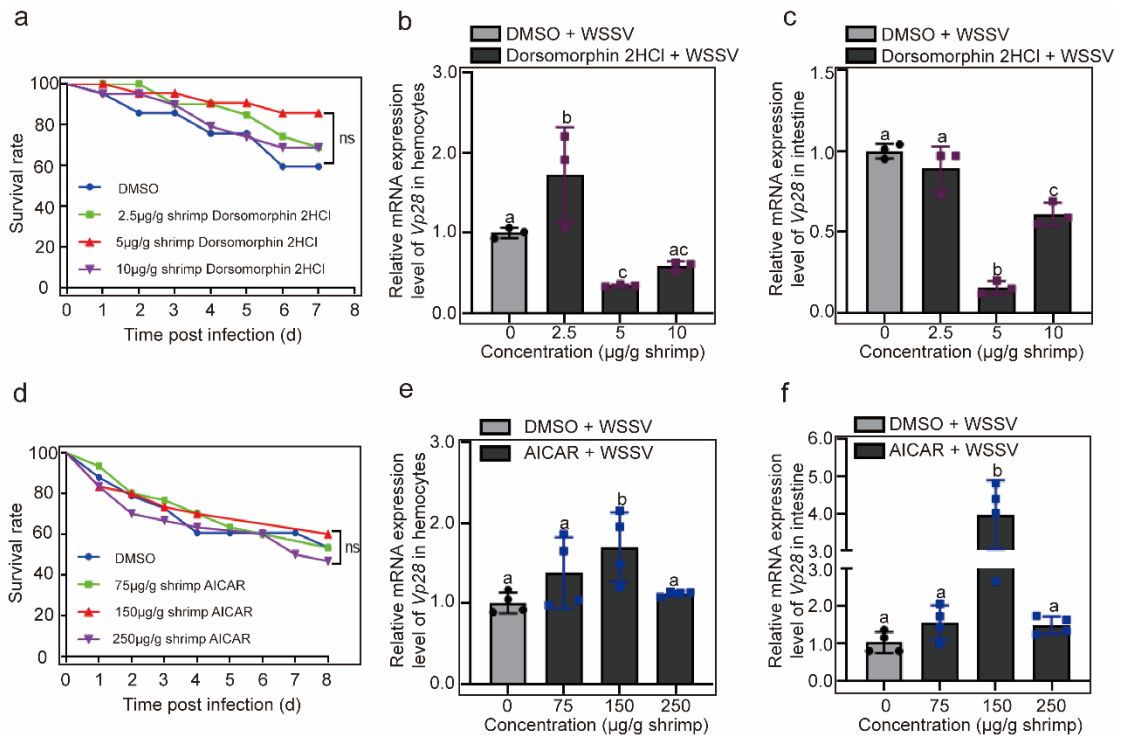 a
Survival rate
100
80
60
40
20
0
ns
DMSO
2.5μg/g shrimp Dorsomorphin 2HCl
5μg/g shrimp Dorsomorphin 2HCl
10μg/g shrimp Dorsomorphin 2HCl
0 1 2 3 4 5 6 7 8
Time post infection (d)
b
DMSO + WSSV
Dorsomorphin 2HCl + WSSV
Relative mRNA expression
level of Vp28 in hemocytes
3.0
2.0
1.0
0.0
a b c ac
0 2.5 5 10
Concentration (μg/g shrimp)
c
DMSO + WSSV
Dorsomorphin 2HCl + WSSV
Relative mRNA expression
level of Vp28 in intestine
1.5
1.0
0.5
0.0
a a b c
0 2.5 5 10
Concentration (μg/g shrimp)
d
Survival rate
100
80
60
40
20
0
ns
DMSO
75μg/g shrimp AICAR
150μg/g shrimp AICAR
250μg/g shrimp AICAR
0 1 2 3 4 5 6 7 8
Time post infection (d)
e
DMSO + WSSV
AICAR + WSSV
Relative mRNA expression
level of Vp28 in hemocytes
3.0
2.0
1.0
0.0
a a b a
0 75 150 250
Concentration (μg/g shrimp)
f
DMSO + WSSV
AICAR + WSSV
Relative mRNA expression
level of Vp28 in intestine
6.0
5.0
4.0
3.0
3.0
2.0
1.0
0.0
a a b a
0 75 150 250
Concentration (μg/g shrimp)